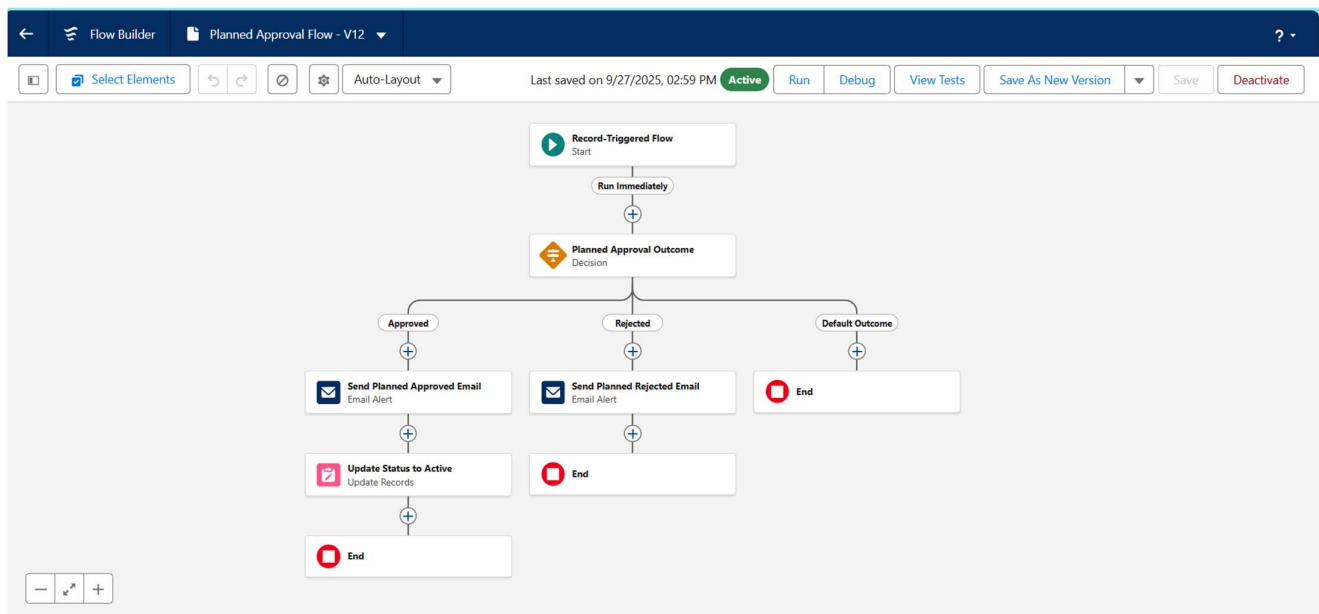 Flow Builder
Planned Approval Flow - V12
?
Select Elements
Auto-Layout
Last saved on 9/27/2025, 02:59 PM
Active
Run
Debug
View Tests
Save As New Version
Save
Deactivate
Record-Triggered Flow
Start
Run Immediately
Planned Approval Outcome
Decision
Approved
Rejected
Default Outcome
Send Planned Approved Email
Email Alert
Send Planned Rejected Email
Email Alert
End
Update Status to Active
Update Records
End
End